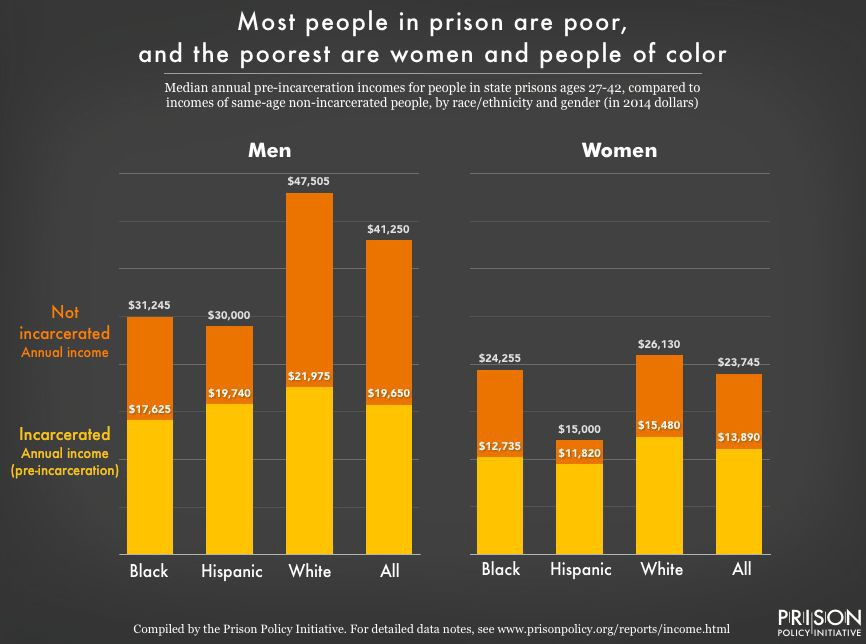 Most people in prison are poor,
and the poorest are women and people of color
Median annual pre-incarceration incomes for people in state prisons ages 27-42, compared to
incomes of same-age non-incarcerated people, by race/ethnicity and gender (in 2014 dollars)
Men
Women
$47,505
$41,250
$31,245
$30,000
$21,975
$19,740
$19,650
$17,625
$26,130
$24,255
$23,745
$15,000
$15,480
$13,890
$12,735
$11,820
Not
incarcerated
Annual income
Incarcerated
Annual income
(pre-incarceration)
Black Hispanic White All
Black Hispanic White All
Compiled by the Prison Policy Initiative. For detailed data notes, see www.prisonpolicy.org/reports/income.html
PRISON
POLICY INITIATIVE